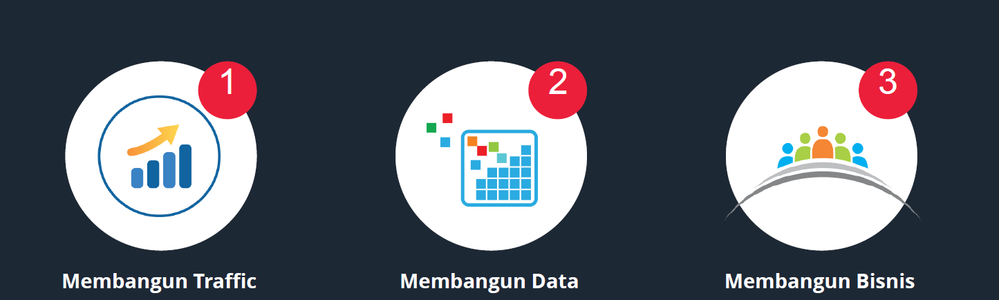 1
2
3
Membangun Traffic
Membangun Data
Membangun Bisnis